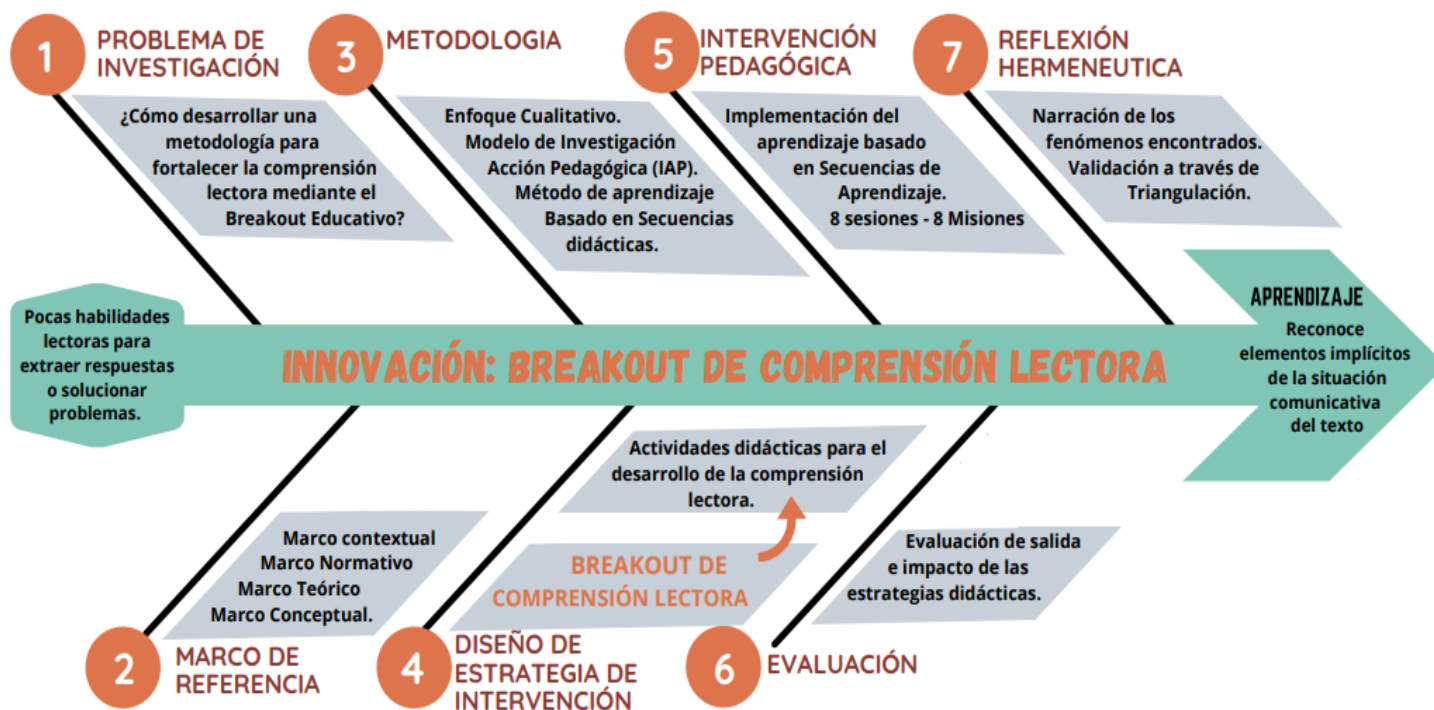 1
PROBLEMA DE
INVESTIGACIÓN
¿Cómo desarrollar una
metodología para
fortalecer la comprensión
lectora mediante el
Breakout Educativo?
3
METODOLOGIA
Enfoque Cualitativo.
Modelo de Investigación
Acción Pedagógica (IAP).
Método de aprendizaje
Basado en Secuencias
didácticas.
5
INTERVENCIÓN
PEDAGÓGICA
Implementación del
aprendizaje basado
en Secuencias de
Aprendizaje.
8 sesiones - 8 Misiones
7
REFLEXIÓN
HERMENEUTICA
Narración de los
fenómenos encontrados.
Validación a través de
Triangulación.
Pocas habilidades
lectoras para
extraer respuestas
o solucionar
problemas.
INNOVACIÓN: BREAKOUT DE COMPRENSIÓN LECTORA
APRENDIZAJE
Reconoce
elementos implícitos
de la situación
comunicativa
del texto
Marco contextual
Marco Normativo
Marco Teórico
Marco Conceptual.
2
MARCO DE
REFERENCIA
Actividades didácticas para el
desarrollo de la comprensión
lectora.
BREAKOUT DE
COMPRENSIÓN LECTORA
4
DISEÑO DE
ESTRATEGIA DE
INTERVENCIÓN
Evaluación de salida
e impacto de las
estrategias didácticas.
6
EVALUACIÓN